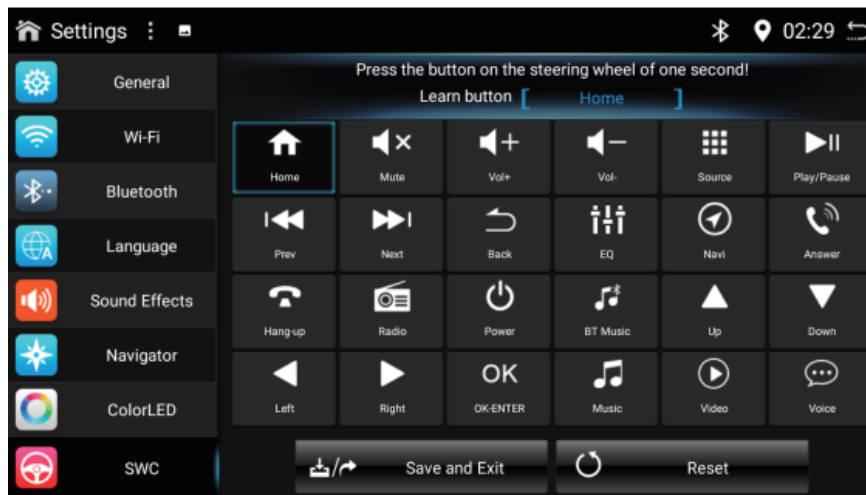 Settings 02:29
General
Wi-Fi
Bluetooth
Language
Sound Effects
Navigator
ColorLED
SWC
Press the button on the steering wheel of one second!
Learn button [ Home ]
Home Mute Vol+ Vol- Source Play/Pause
Prev Next Back EQ Navi Answer
Hang-up Radio Power BT Music Up Down
OK
Left Right OK-ENTER Music Video Voice
Save and Exit Reset